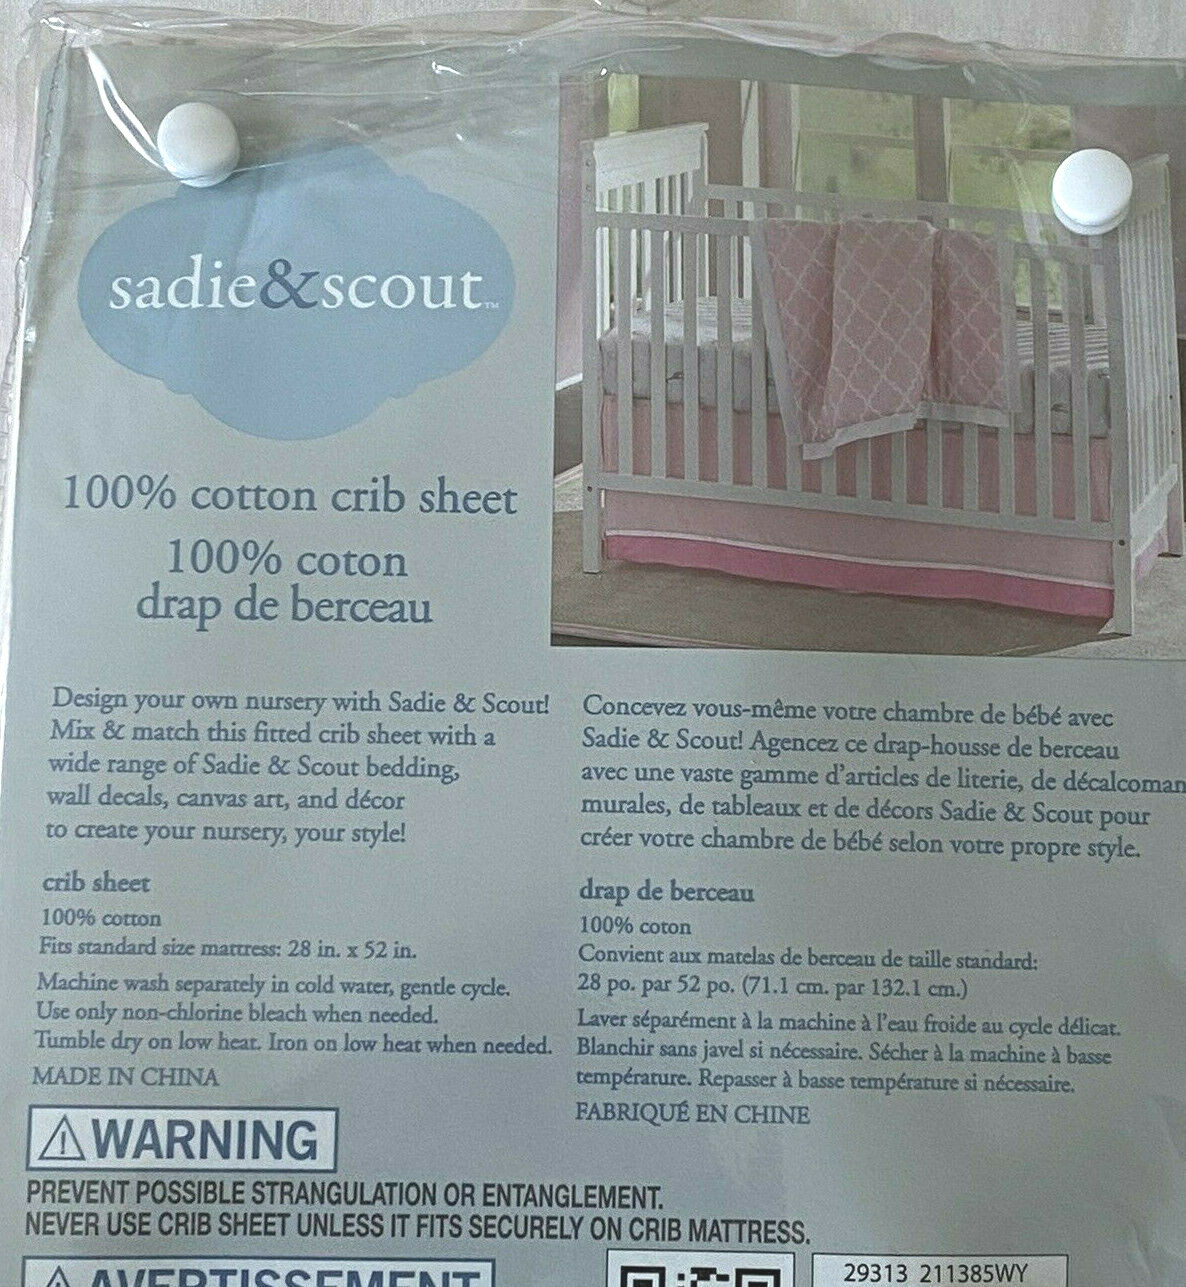 sadie&scout™
100% cotton crib sheet
100% coton
drap de berceau
Design your own nursery with Sadie & Scout!
Mix & match this fitted crib sheet with a
wide range of Sadie & Scout bedding,
wall decals, canvas art, and décor
to create your nursery, your style!
crib sheet
100% cotton
Fits standard size mattress: 28 in. x 52 in.
Machine wash separately in cold water, gentle cycle.
Use only non-chlorine bleach when needed.
Tumble dry on low heat. Iron on low heat when needed.
MADE IN CHINA
Concevez vous-même votre chambre de bébé avec
Sadie & Scout! Agencez ce drap-housse de berceau
avec une vaste gamme d'articles de literie, de décalcoman
murales, de tableaux et de décors Sadie & Scout pour
créer votre chambre de bébé selon votre propre style.
drap de berceau
100% coton
Convient aux matelas de berceau de taille standard:
28 po. par 52 po. (71.1 cm. par 132.1 cm.)
Laver séparément à la machine à l'eau froide au cycle délicat.
Blanchir sans javel si nécessaire. Sécher à la machine à basse
température. Repasser à basse température si nécessaire.
FABRIQUÉ EN CHINE
⚠WARNING
PREVENT POSSIBLE STRANGULATION OR ENTANGLEMENT.
NEVER USE CRIB SHEET UNLESS IT FITS SECURELY ON CRIB MATTRESS.
⚠AVERTISSEMENT
29313 211385WY